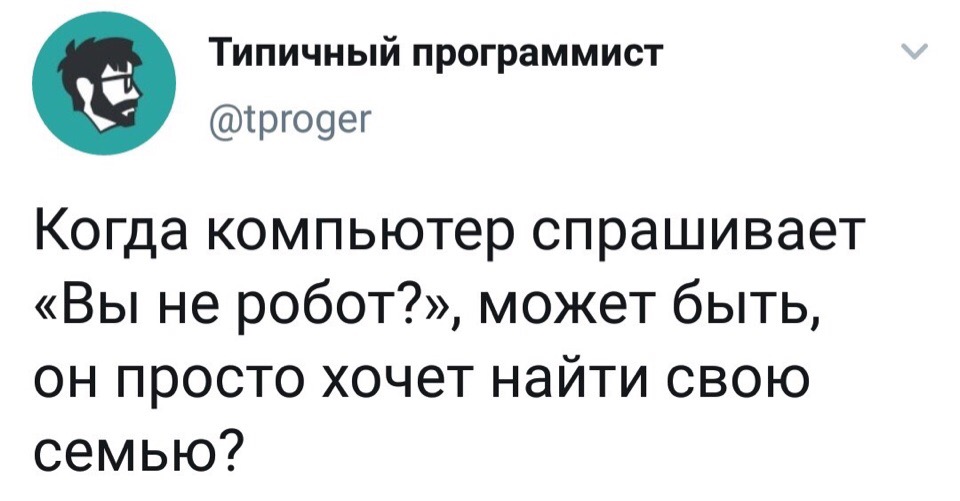 Типичный программист
@tproger
Когда компьютер спрашивает
«Вы не робот?», может быть,
он просто хочет найти свою
семью?